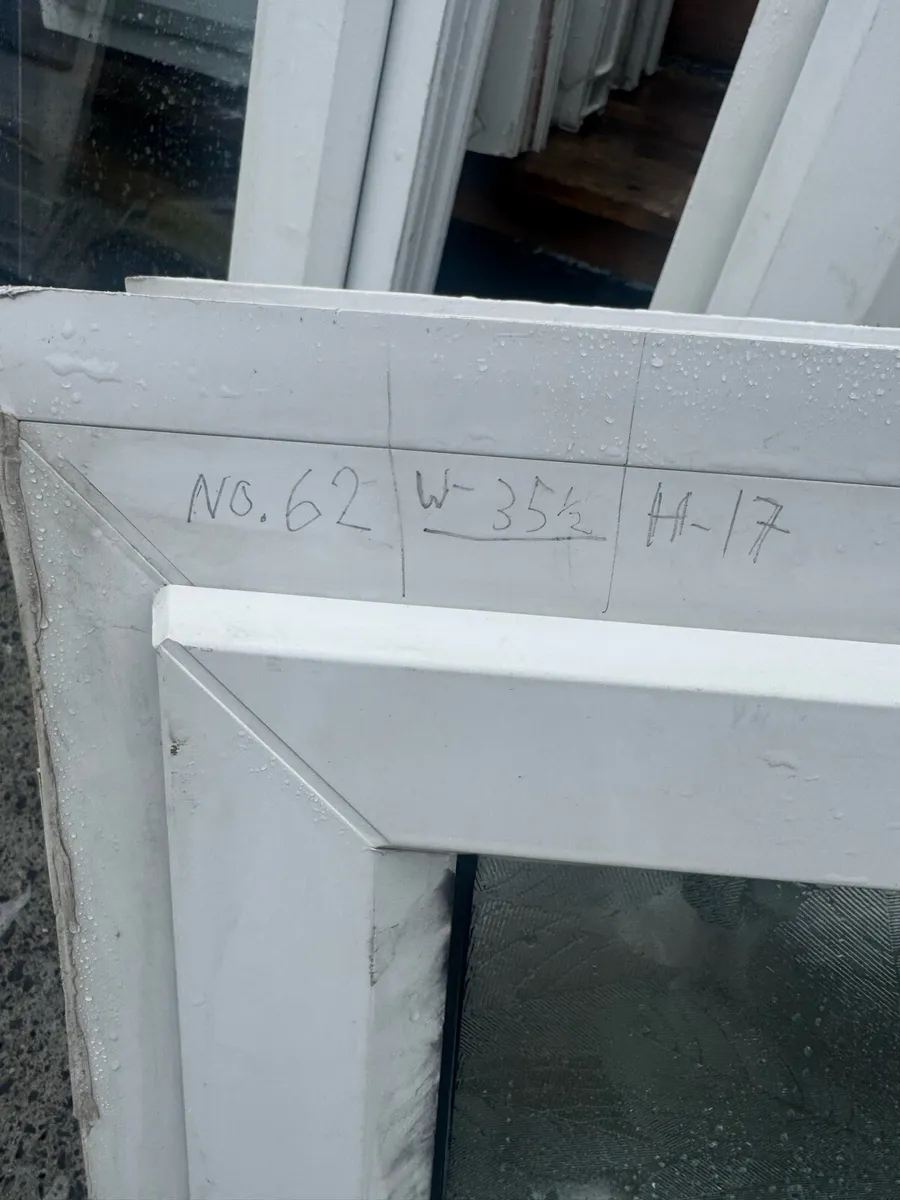 NO. 62 | W- 35½ | H-17